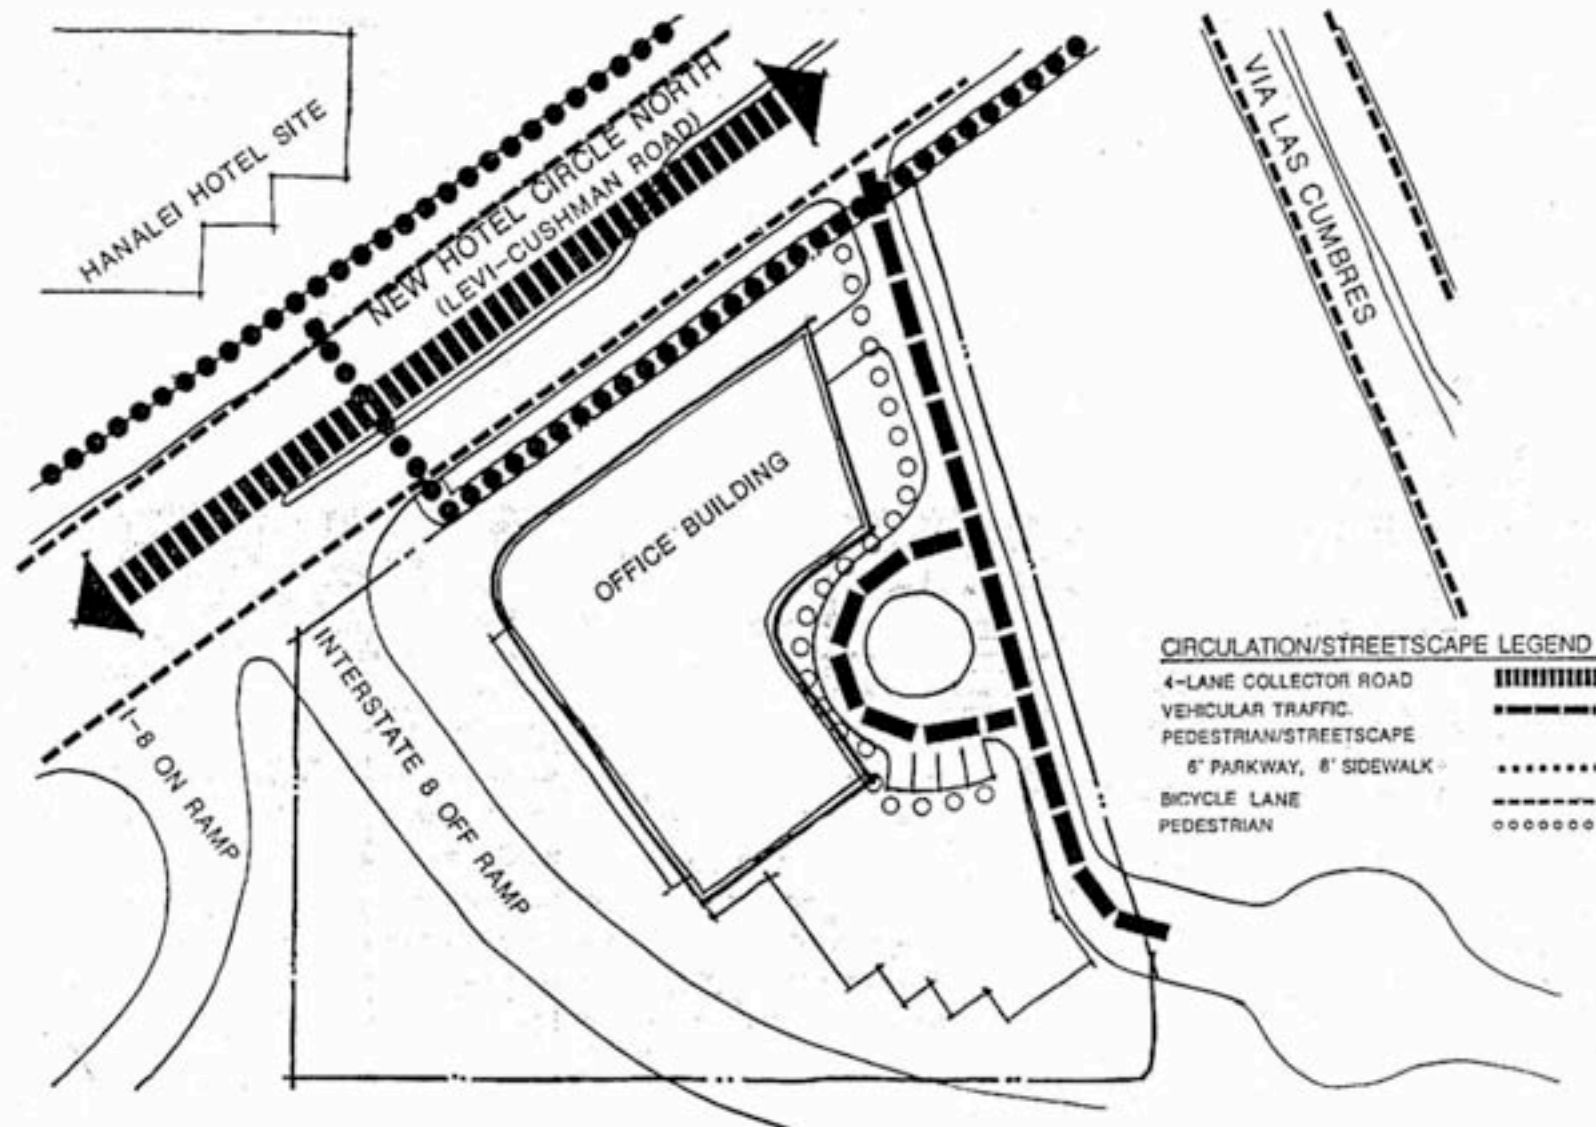 HANALEI HOTEL SITE
NEW HOTEL CIRCLE NORTH
(LEVI-CUSHMAN ROAD)
VIA LAS CUMBRES
OFFICE BUILDING
I-8 ON RAMP
INTERSTATE 8 OFF RAMP
CIRCULATION/STREETSCAPE LEGEND
4-LANE COLLECTOR ROAD
VEHICULAR TRAFFIC.
PEDESTRIAN/STREETSCAPE
6' PARKWAY, 6' SIDEWALK
BICYCLE LANE
PEDESTRIAN